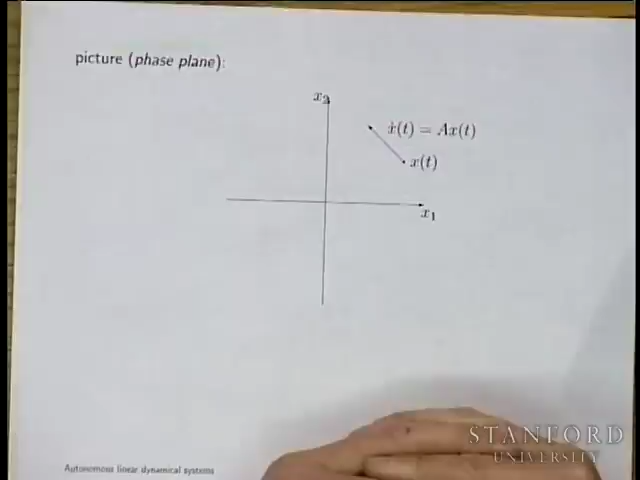 picture (phase plane):
x₂
ẋ(t) = Ax(t)
x(t)
x₁
STANFORD
UNIVERSITY
Autonomous linear dynamical systems